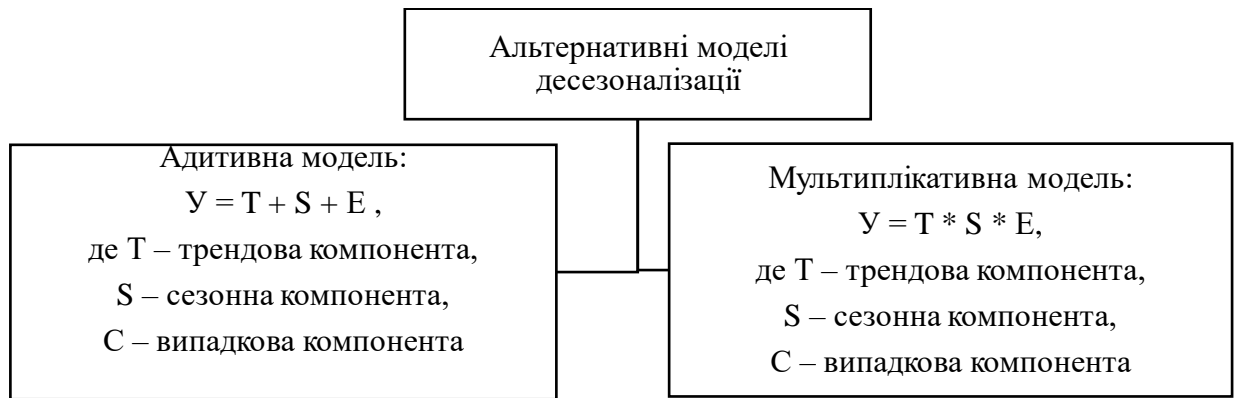 Альтернативні моделі
десезоналізації
Адитивна модель:
У = T + S + E ,
де T – трендова компонента,
S – сезонна компонента,
C – випадкова компонента
Мультиплікативна модель:
У = T * S * E,
де T – трендова компонента,
S – сезонна компонента,
C – випадкова компонента